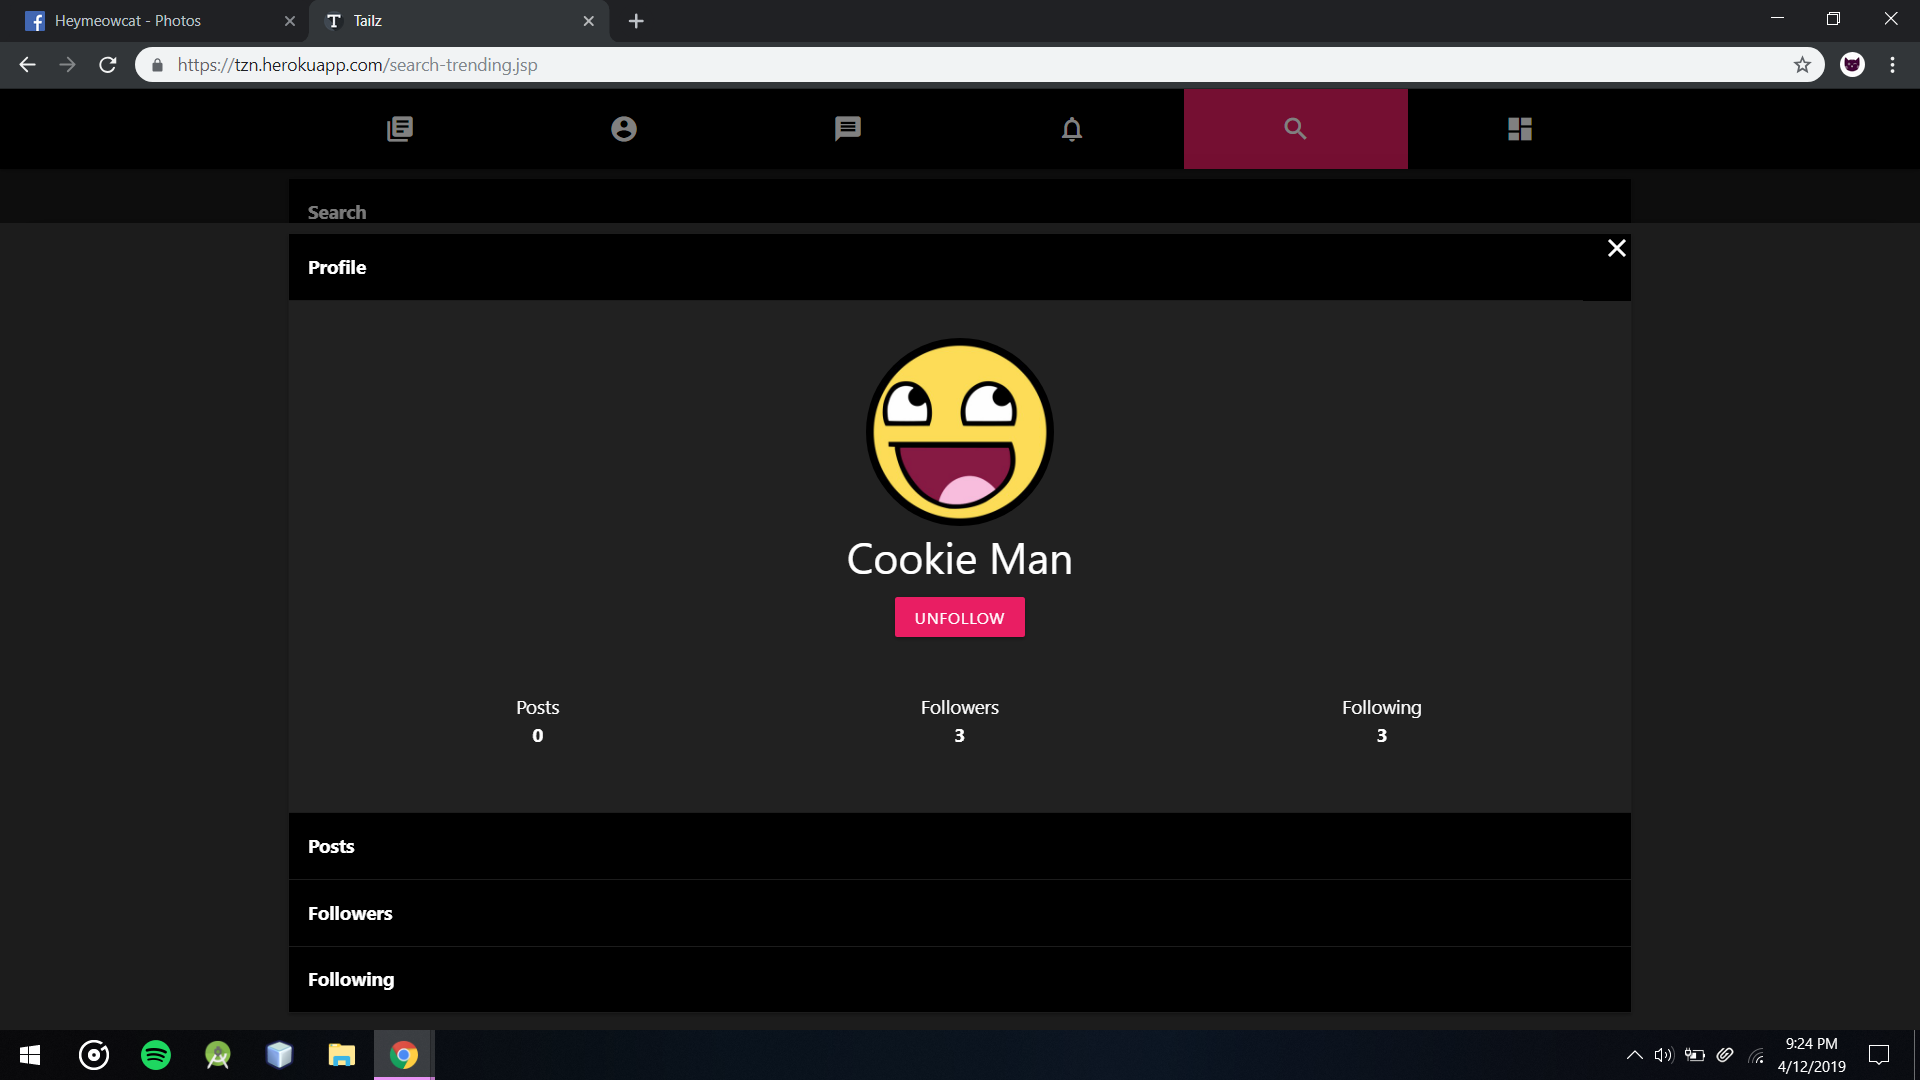 Heymeowcat - Photos
Tailz
https://tzn.herokuapp.com/search-trending.jsp
Search
Profile
Cookie Man
UNFOLLOW
Posts Followers Following
0 3 3
Posts
Followers
Following
9:24 PM
4/12/2019